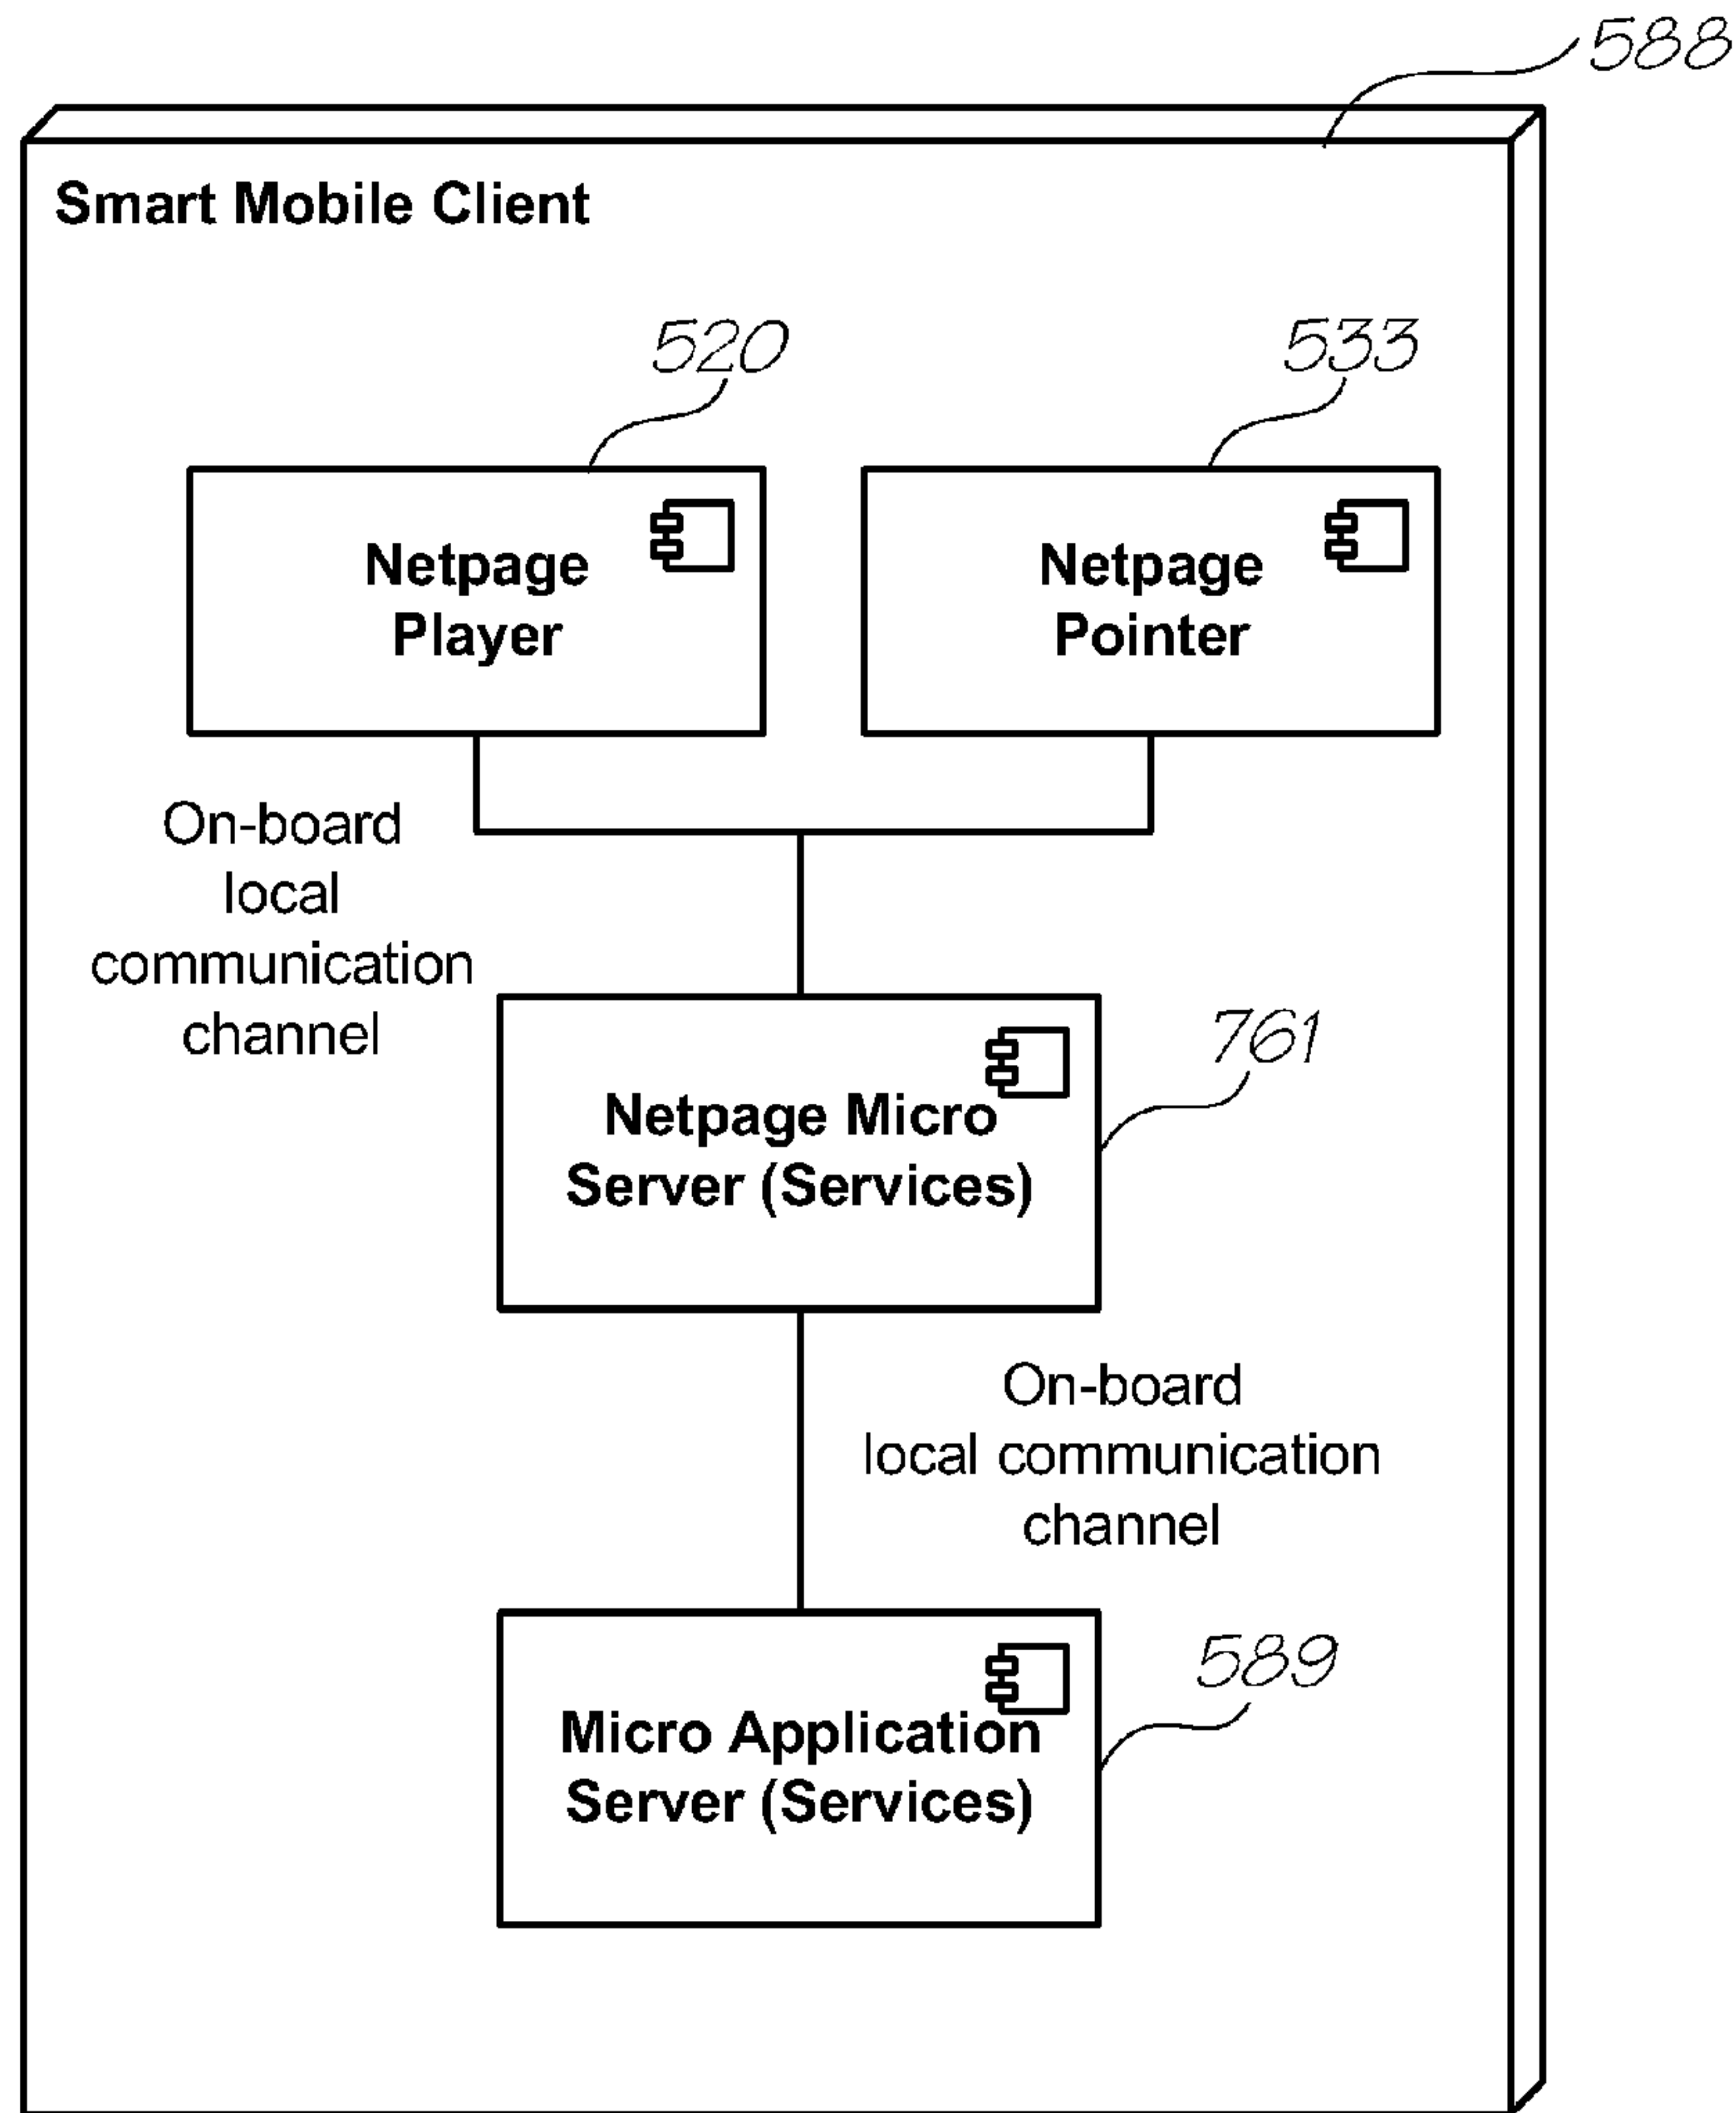 588
Smart Mobile Client
520
533
Netpage
Player
Netpage
Pointer
On-board
local
communication
channel
761
Netpage Micro
Server (Services)
On-board
local communication
channel
589
Micro Application
Server (Services)